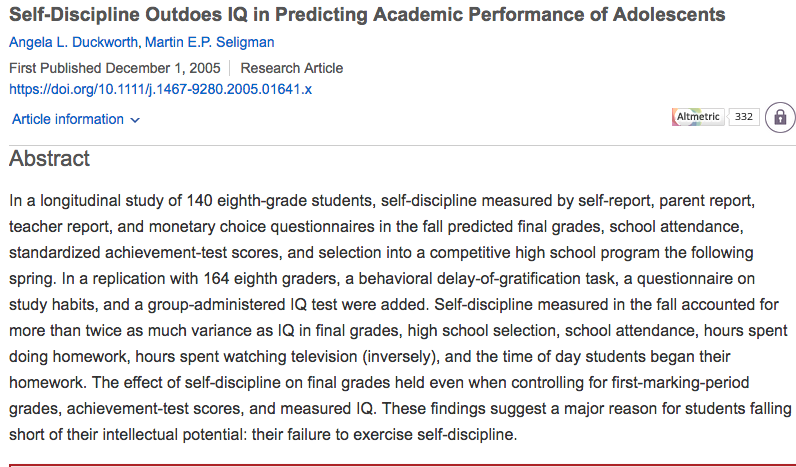 Self-Discipline Outdoes IQ in Predicting Academic Performance of Adolescents
Angela L. Duckworth, Martin E.P. Seligman
First Published December 1, 2005 Research Article
https://doi.org/10.1111/j.1467-9280.2005.01641.x
Article information
Altmetric 332
Abstract
In a longitudinal study of 140 eighth-grade students, self-discipline measured by self-report, parent report,
teacher report, and monetary choice questionnaires in the fall predicted final grades, school attendance,
standardized achievement-test scores, and selection into a competitive high school program the following
spring. In a replication with 164 eighth graders, a behavioral delay-of-gratification task, a questionnaire on
study habits, and a group-administered IQ test were added. Self-discipline measured in the fall accounted for
more than twice as much variance as IQ in final grades, high school selection, school attendance, hours spent
doing homework, hours spent watching television (inversely), and the time of day students began their
homework. The effect of self-discipline on final grades held even when controlling for first-marking-period
grades, achievement-test scores, and measured IQ. These findings suggest a major reason for students falling
short of their intellectual potential: their failure to exercise self-discipline.